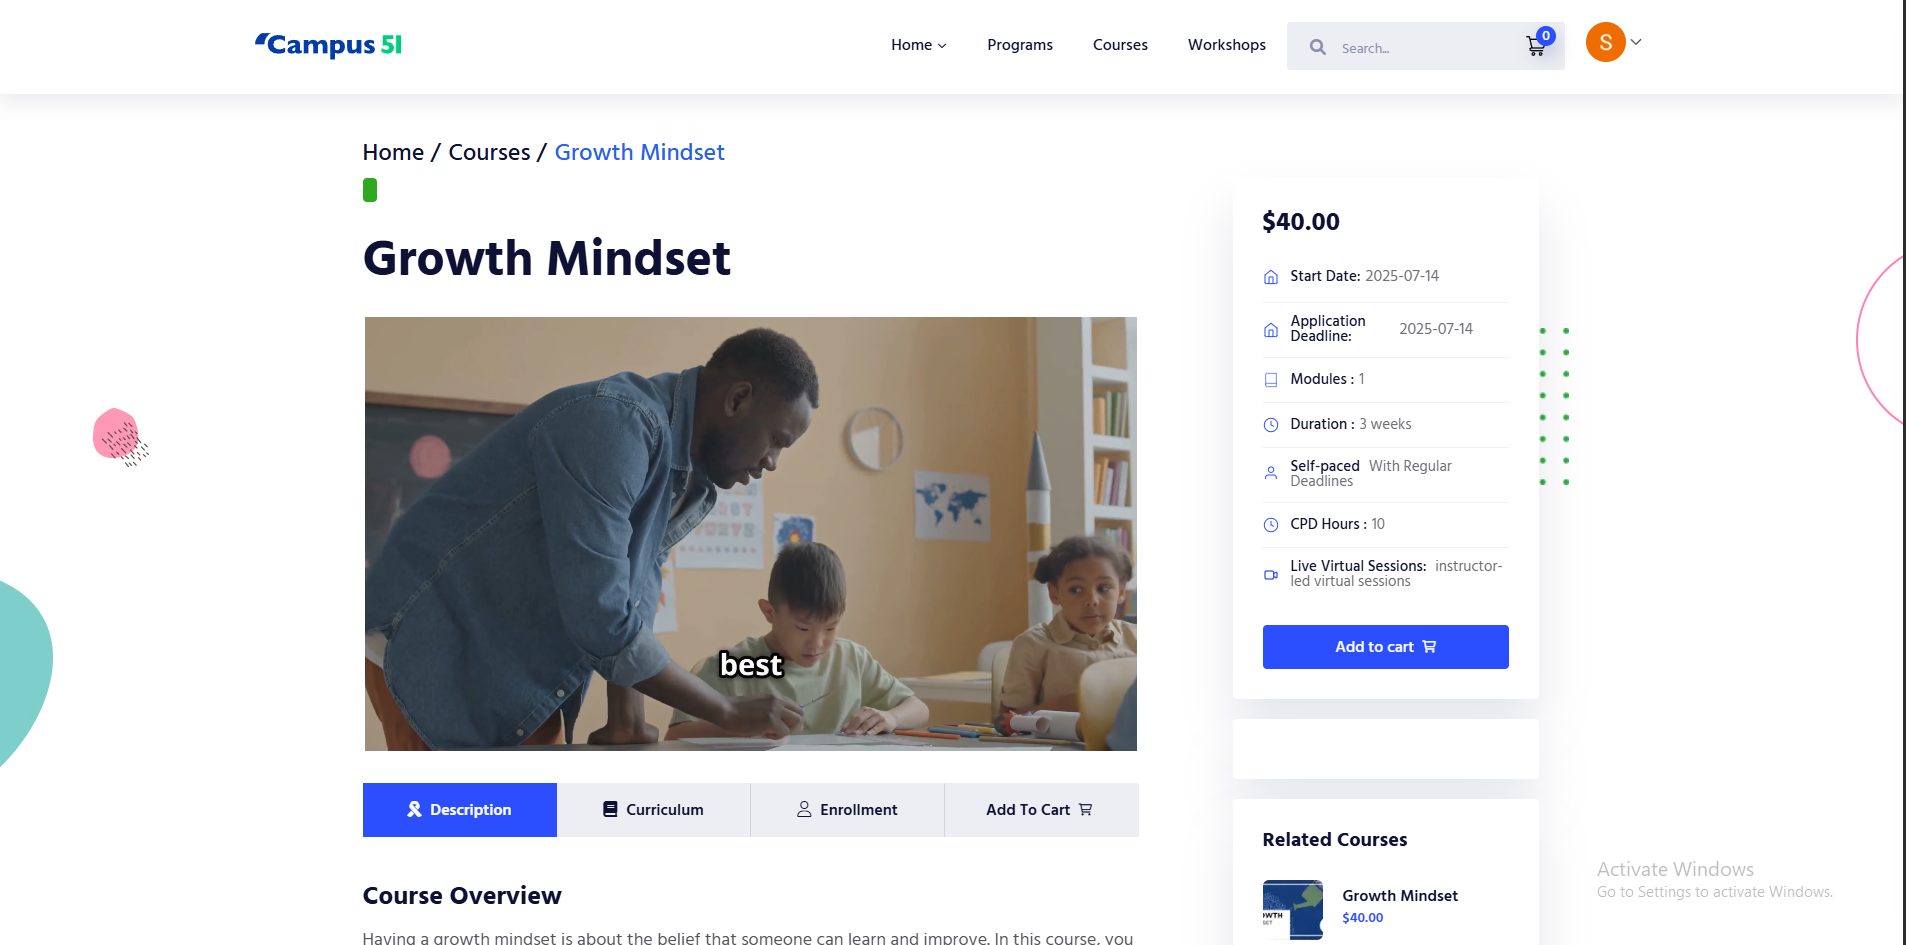 Campus 51
Home
Programs
Courses
Workshops
Search...
0
S
Home / Courses / Growth Mindset
Growth Mindset
best
Description
Curriculum
Enrollment
Add To Cart
Course Overview
Having a growth mindset is about the belief that someone can learn and improve. In this course, you
$40.00
Start Date: 2025-07-14
Application
Deadline:
2025-07-14
Modules : 1
Duration : 3 weeks
Self-paced With Regular
Deadlines
CPD Hours : 10
Live Virtual Sessions: instructor-
led virtual sessions
Add to cart
Related Courses
Growth Mindset
$40.00
Activate Windows
Go to Settings to activate Windows.